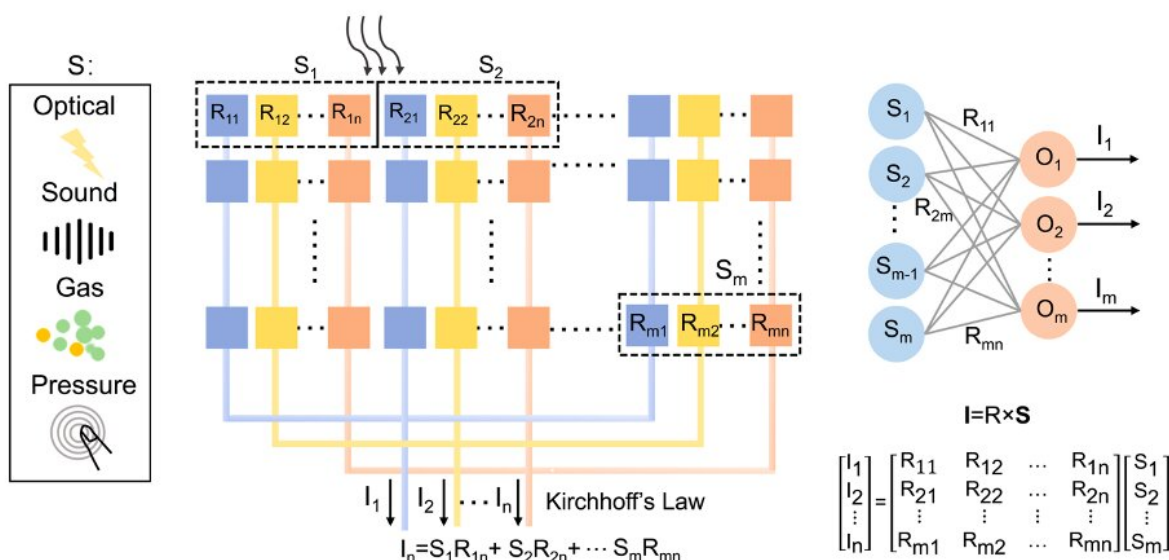 S:
Optical
Sound
Gas
Pressure
S₁ S₂
R₁₁ R₁₂ ... R₁ₙ R₂₁ R₂₂ ... R₂ₙ
Sₘ
Rₘ₁ Rₘ₂ ... Rₘₙ
I₁ I₂ ... Iₙ Kirchhoff's Law
Iₙ=S₁R₁ₙ+ S₂R₂ₙ+ ··· SₘRₘₙ
S₁
S₂
Sₘ₋₁
Sₘ
R₁₁
R₂ₘ
Rₘₙ
O₁
O₂
Oₘ
I₁
I₂
Iₘ
I=R×S
I₁ R₁₁ R₁₂ ... R₁ₙ S₁
I₂ = R₂₁ R₂₂ ... R₂ₙ S₂
⋮ ⋮ ⋮ ⋮ ⋮
Iₙ Rₘ₁ Rₘ₂ ... Rₘₙ Sₘ